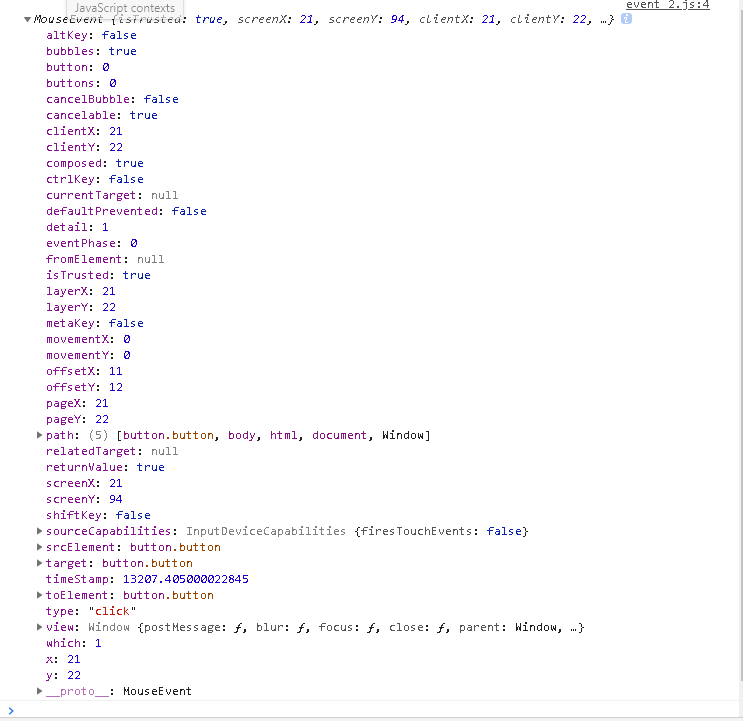 JavaScript contexts
event 2.js:4
▼MouseEvent {isTrusted: true, screenX: 21, screenY: 94, clientX: 21, clientY: 22, …} i
altKey: false
bubbles: true
button: 0
buttons: 0
cancelBubble: false
cancelable: true
clientX: 21
clientY: 22
composed: true
ctrlKey: false
currentTarget: null
defaultPrevented: false
detail: 1
eventPhase: 0
fromElement: null
isTrusted: true
layerX: 21
layerY: 22
metaKey: false
movementX: 0
movementY: 0
offsetX: 11
offsetY: 12
pageX: 21
pageY: 22
▶path: (5) [button.button, body, html, document, Window]
relatedTarget: null
returnValue: true
screenX: 21
screenY: 94
shiftKey: false
▶sourceCapabilities: InputDeviceCapabilities {firesTouchEvents: false}
▶srcElement: button.button
▶target: button.button
timeStamp: 13207.405000022845
▶toElement: button.button
type: "click"
▶view: Window {postMessage: ƒ, blur: ƒ, focus: ƒ, close: ƒ, parent: Window, …}
which: 1
x: 21
y: 22
▶__proto__: MouseEvent
>